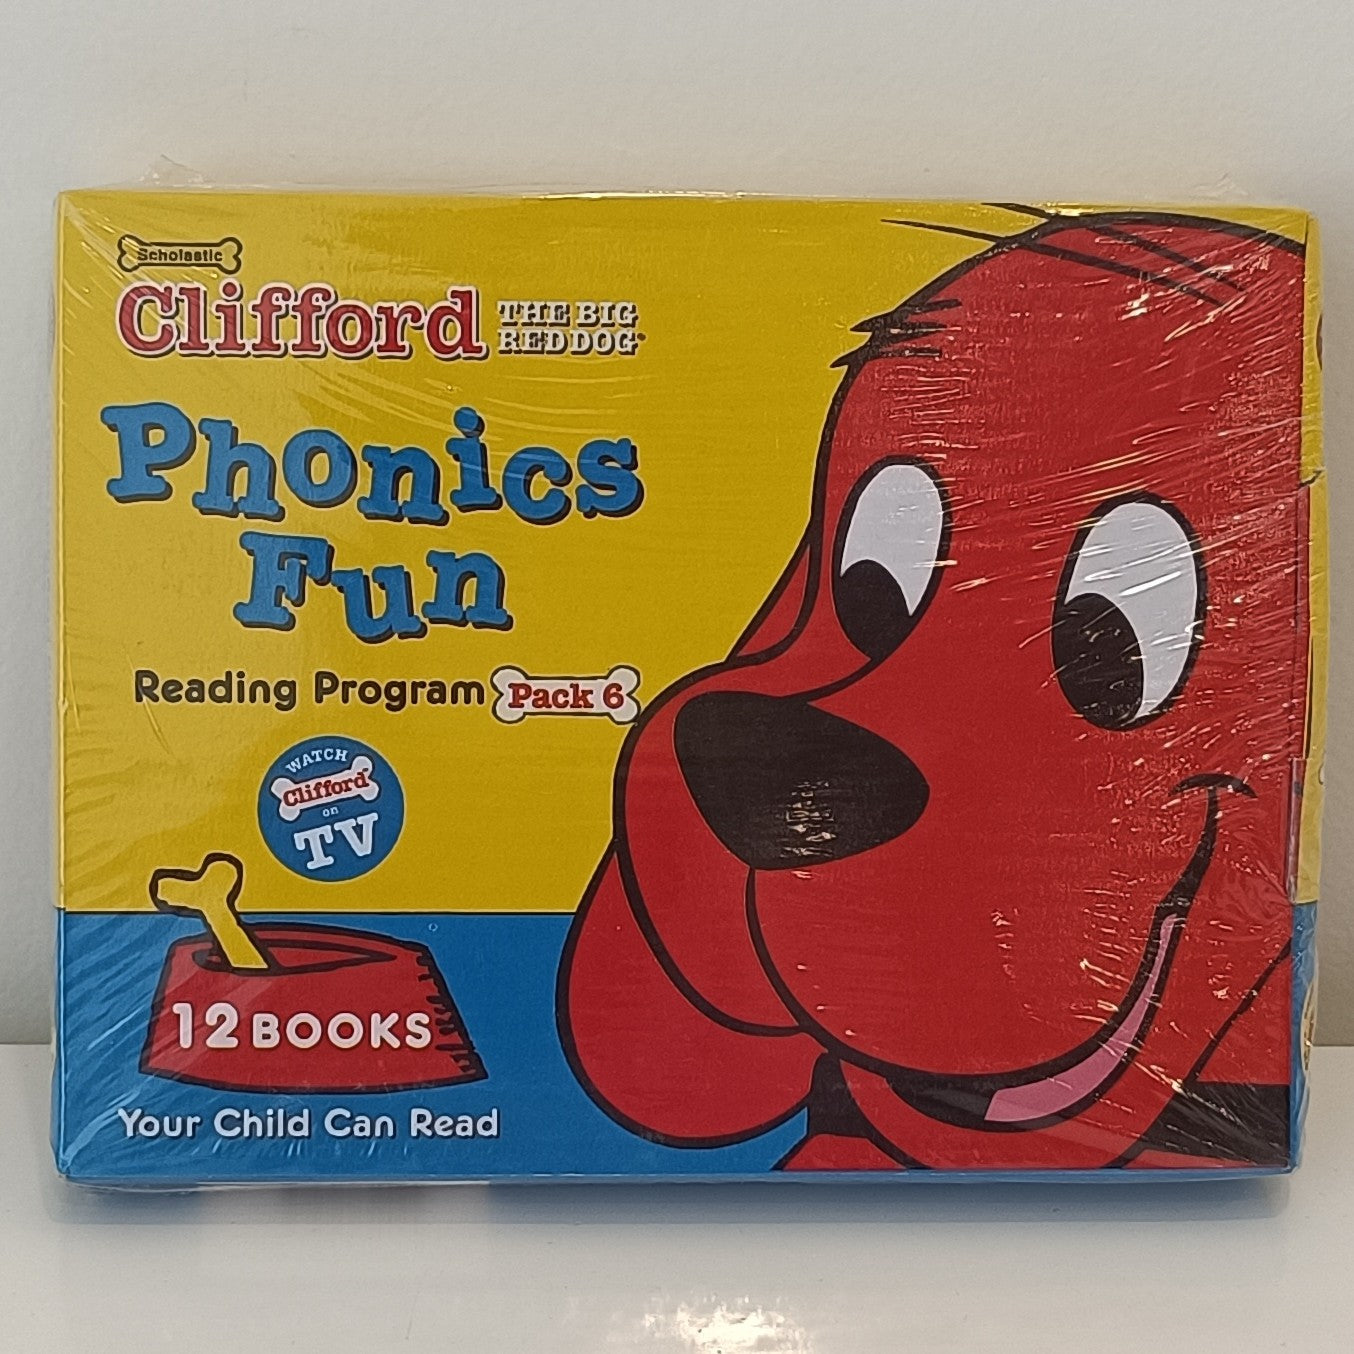 Scholastic
Clifford THE BIG
RED DOG
Phonics
Fun
Reading Program Pack 6
WATCH
Clifford
on
TV
12 BOOKS
Your Child Can Read